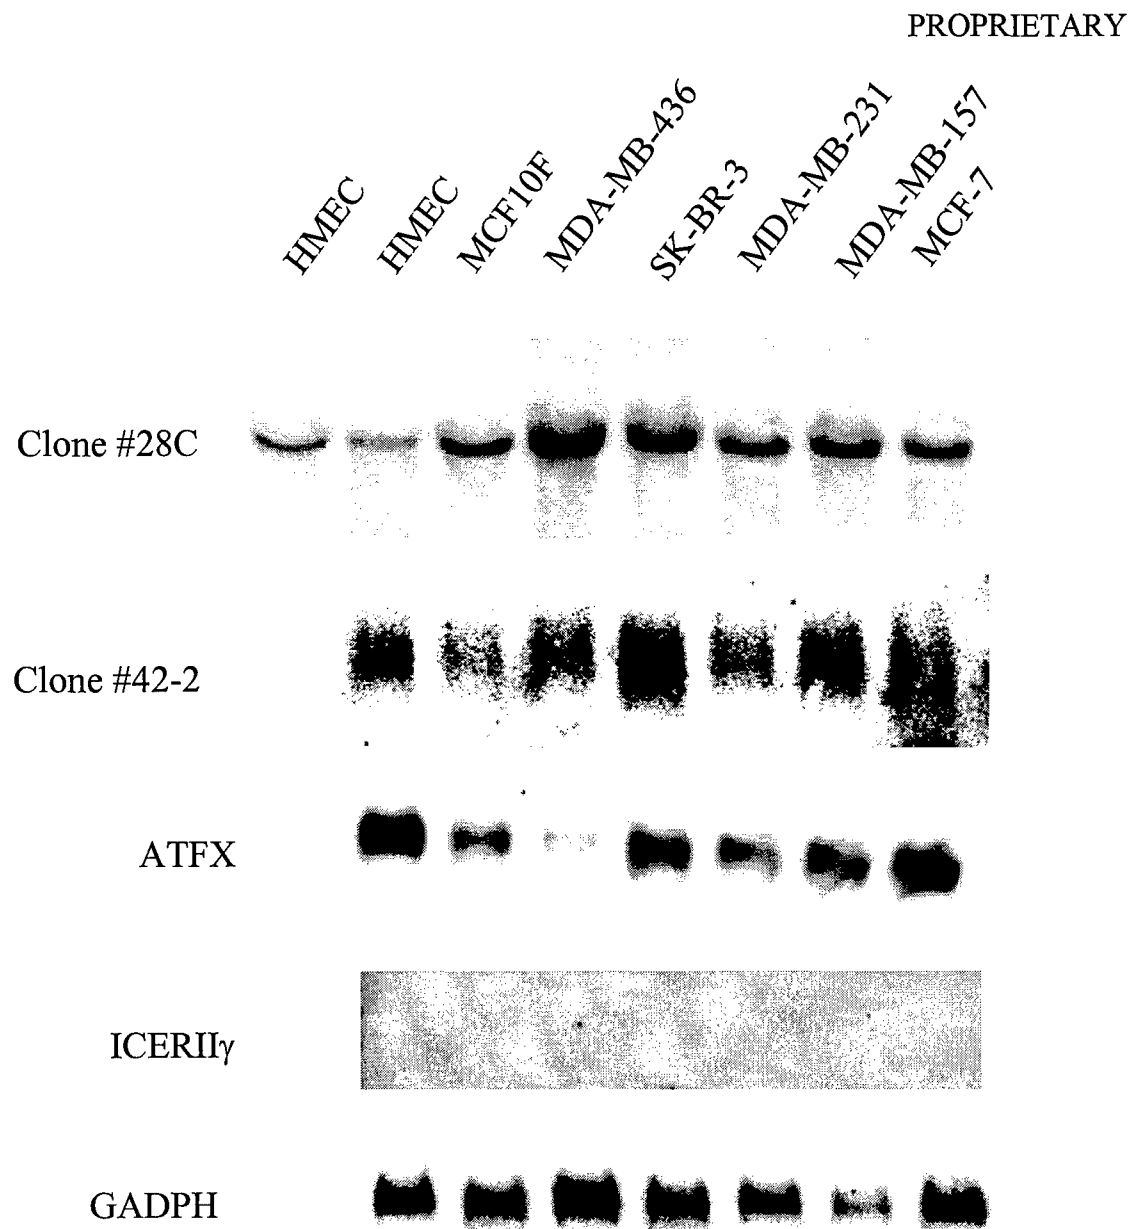 PROPRIETARY
HMEC
HMEC
MCF10F
MDA-MB-436
SK-BR-3
MDA-MB-231
MDA-MB-157
MCF-7
Clone #28C
Clone #42-2
ATFX
ICERIIγ
GADPH